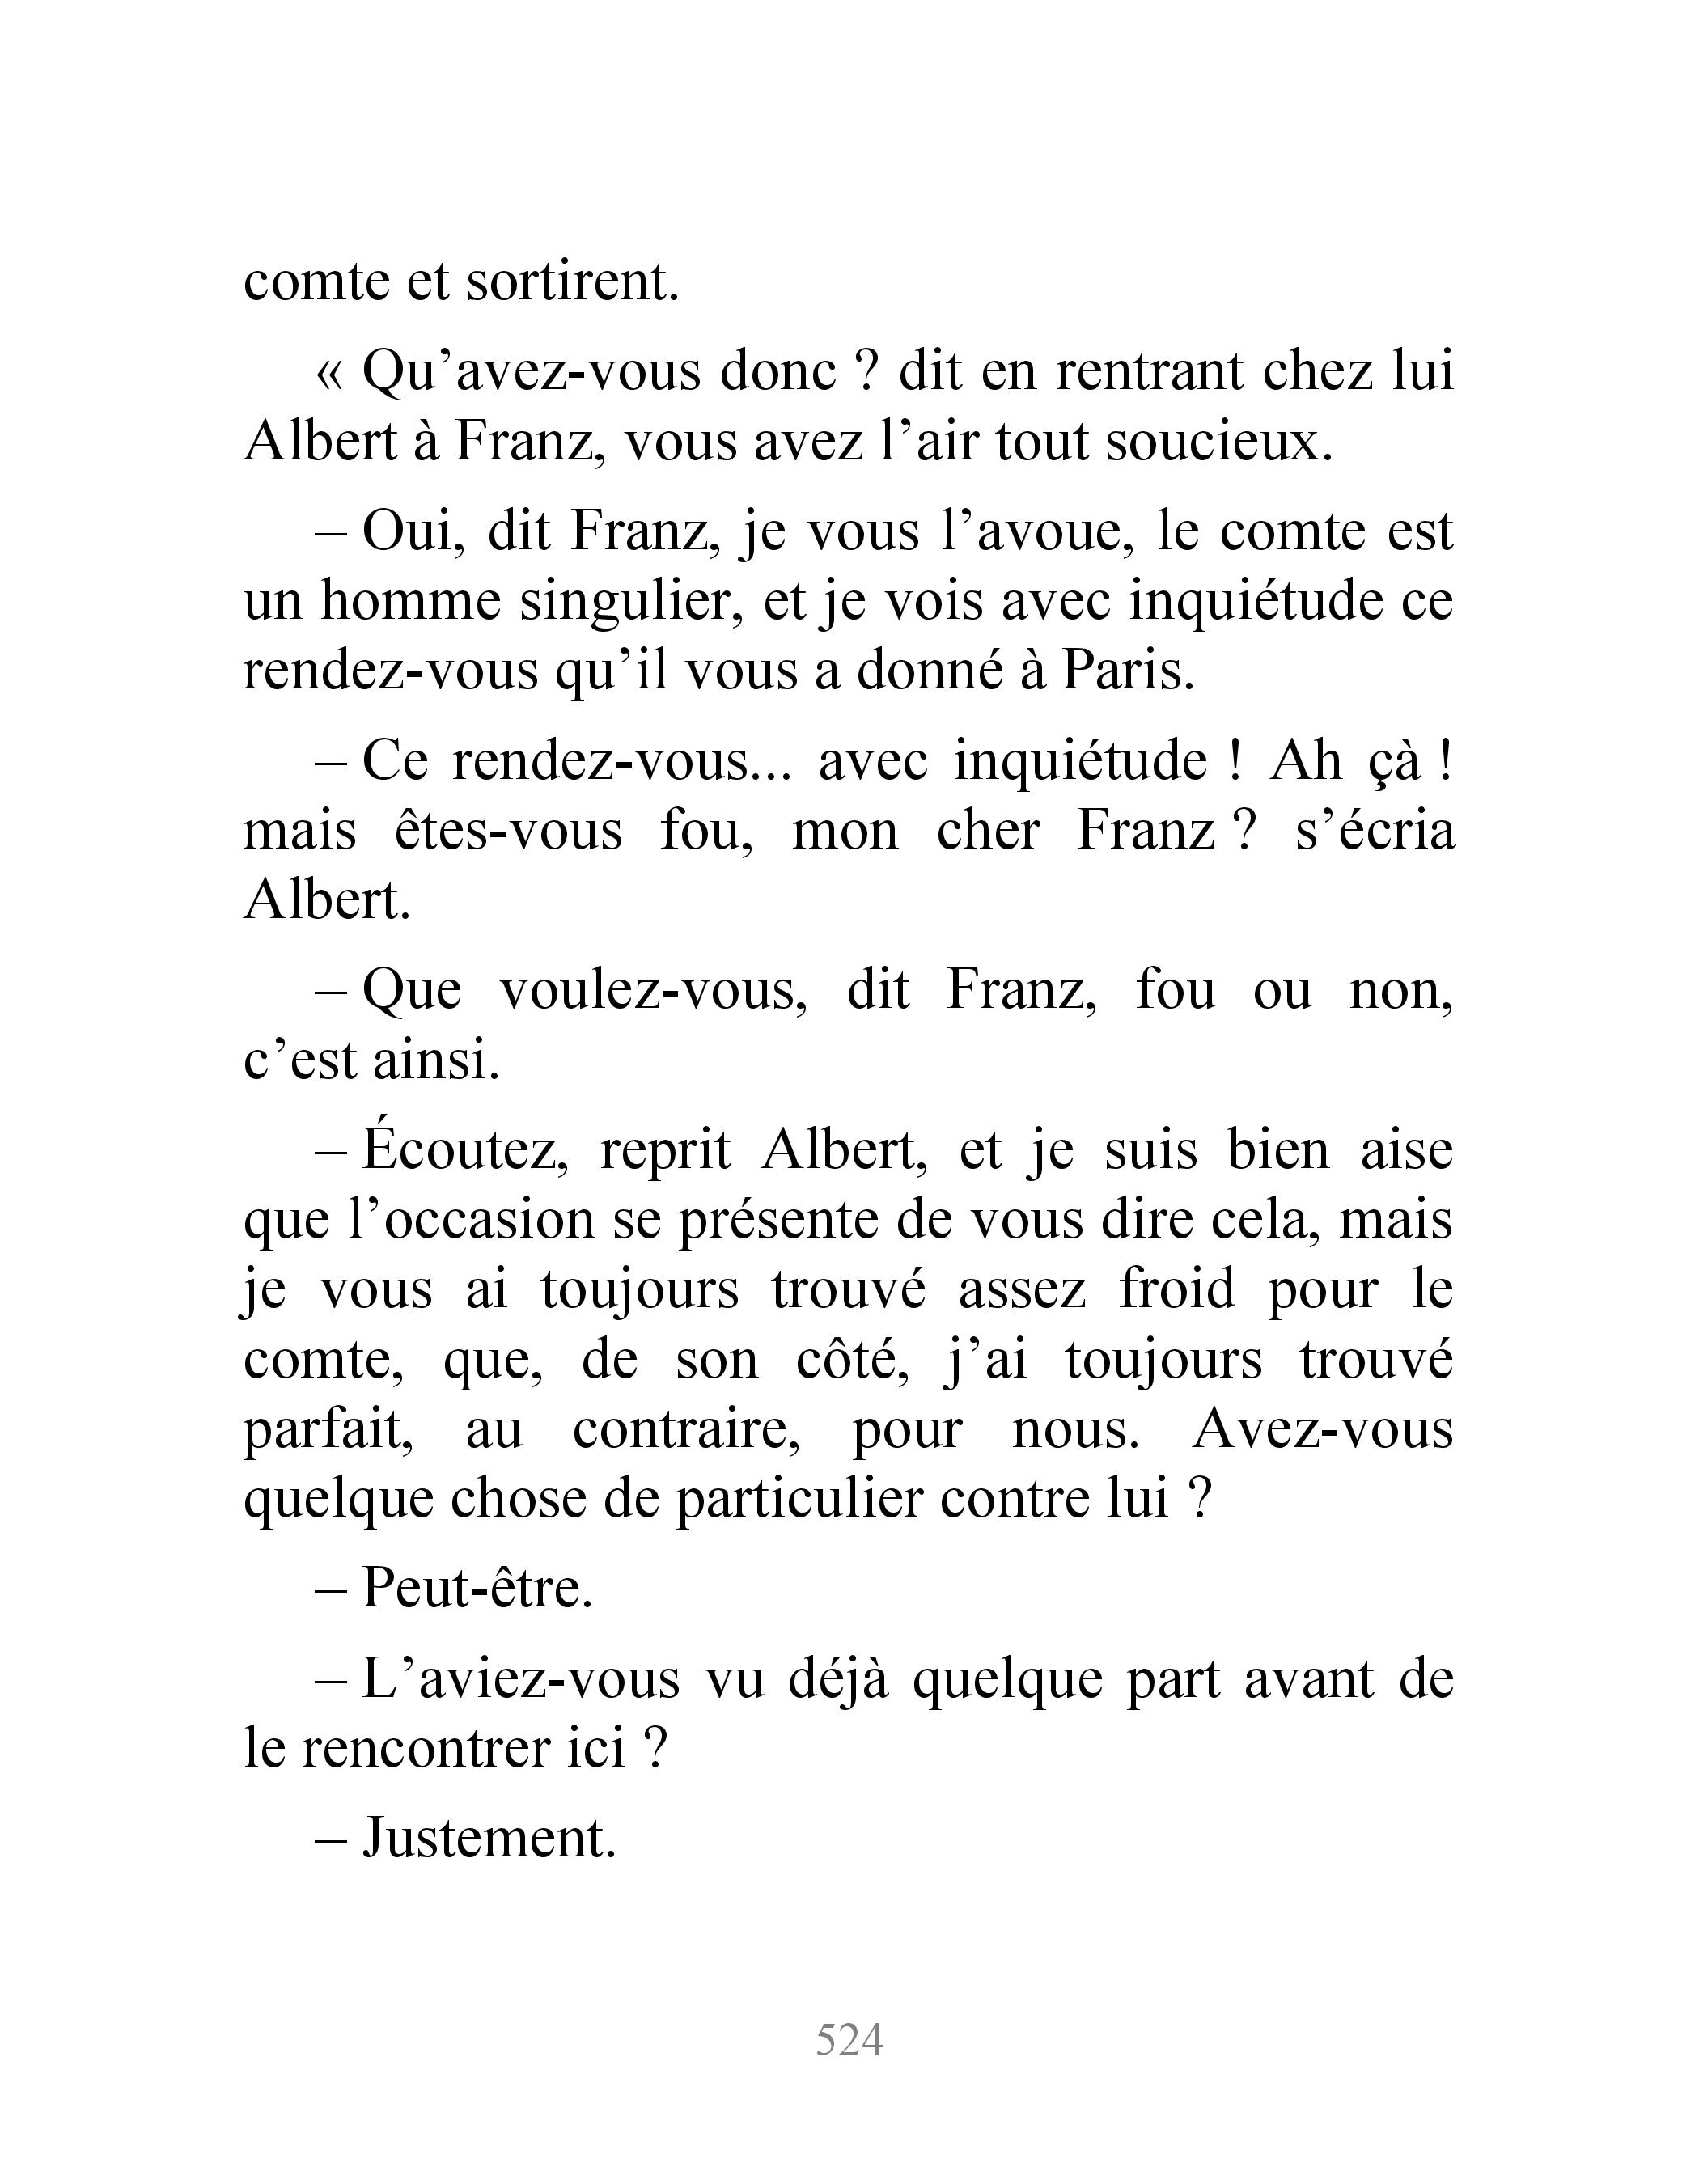 comte et sortirent.
« Qu’avez-vous donc ? dit en rentrant chez lui
Albert à Franz, vous avez l’air tout soucieux.
– Oui, dit Franz, je vous l’avoue, le comte est
un homme singulier, et je vois avec inquiétude ce
rendez-vous qu’il vous a donné à Paris.
– Ce rendez-vous... avec inquiétude ! Ah çà !
mais êtes-vous fou, mon cher Franz ? s’écria
Albert.
– Que voulez-vous, dit Franz, fou ou non,
c’est ainsi.
– Écoutez, reprit Albert, et je suis bien aise
que l’occasion se présente de vous dire cela, mais
je vous ai toujours trouvé assez froid pour le
comte, que, de son côté, j’ai toujours trouvé
parfait, au contraire, pour nous. Avez-vous
quelque chose de particulier contre lui ?
– Peut-être.
– L’aviez-vous vu déjà quelque part avant de
le rencontrer ici ?
– Justement.
524